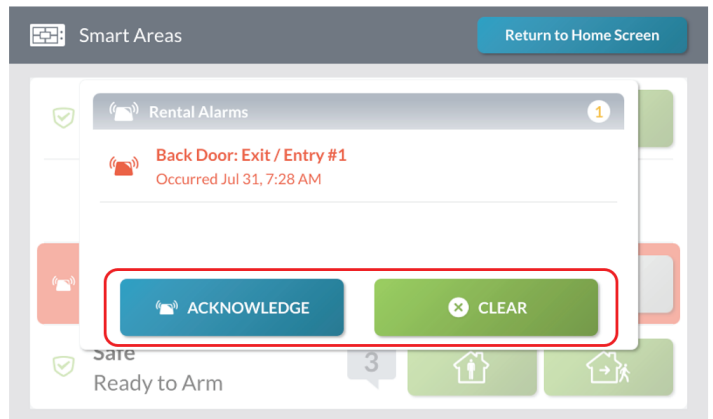 Smart Areas
Return to Home Screen
Rental Alarms
1
Back Door: Exit / Entry #1
Occurred Jul 31, 7:28 AM
ACKNOWLEDGE
CLEAR
Safe
3
Ready to Arm